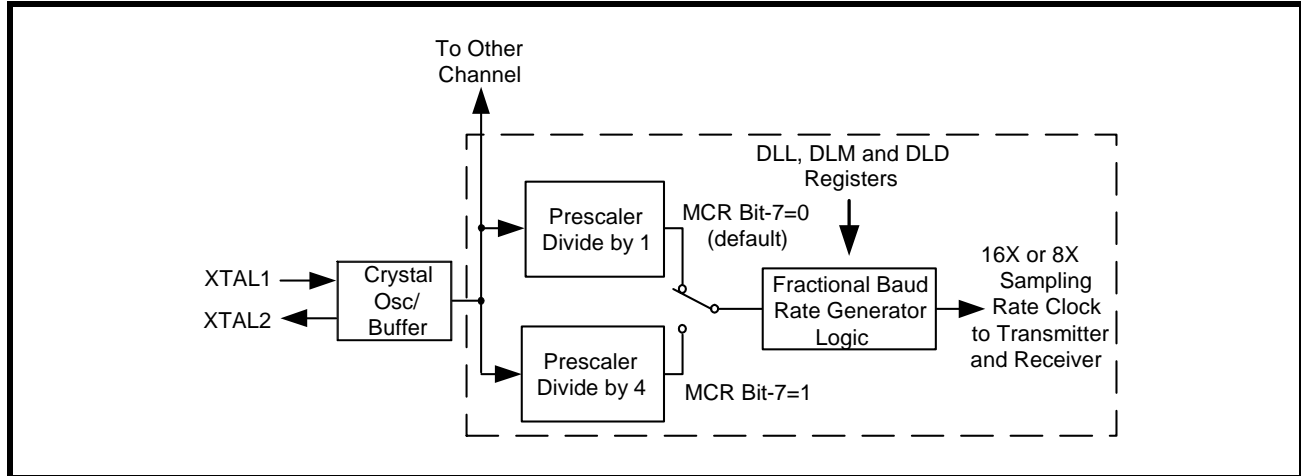 To Other
Channel
DLL, DLM and DLD
Registers
Prescaler
Divide by 1
MCR Bit-7=0
(default)
XTAL1
XTAL2
Crystal
Osc/
Buffer
Fractional Baud
Rate Generator
Logic
16X or 8X
Sampling
Rate Clock
to Transmitter
and Receiver
Prescaler
Divide by 4
MCR Bit-7=1